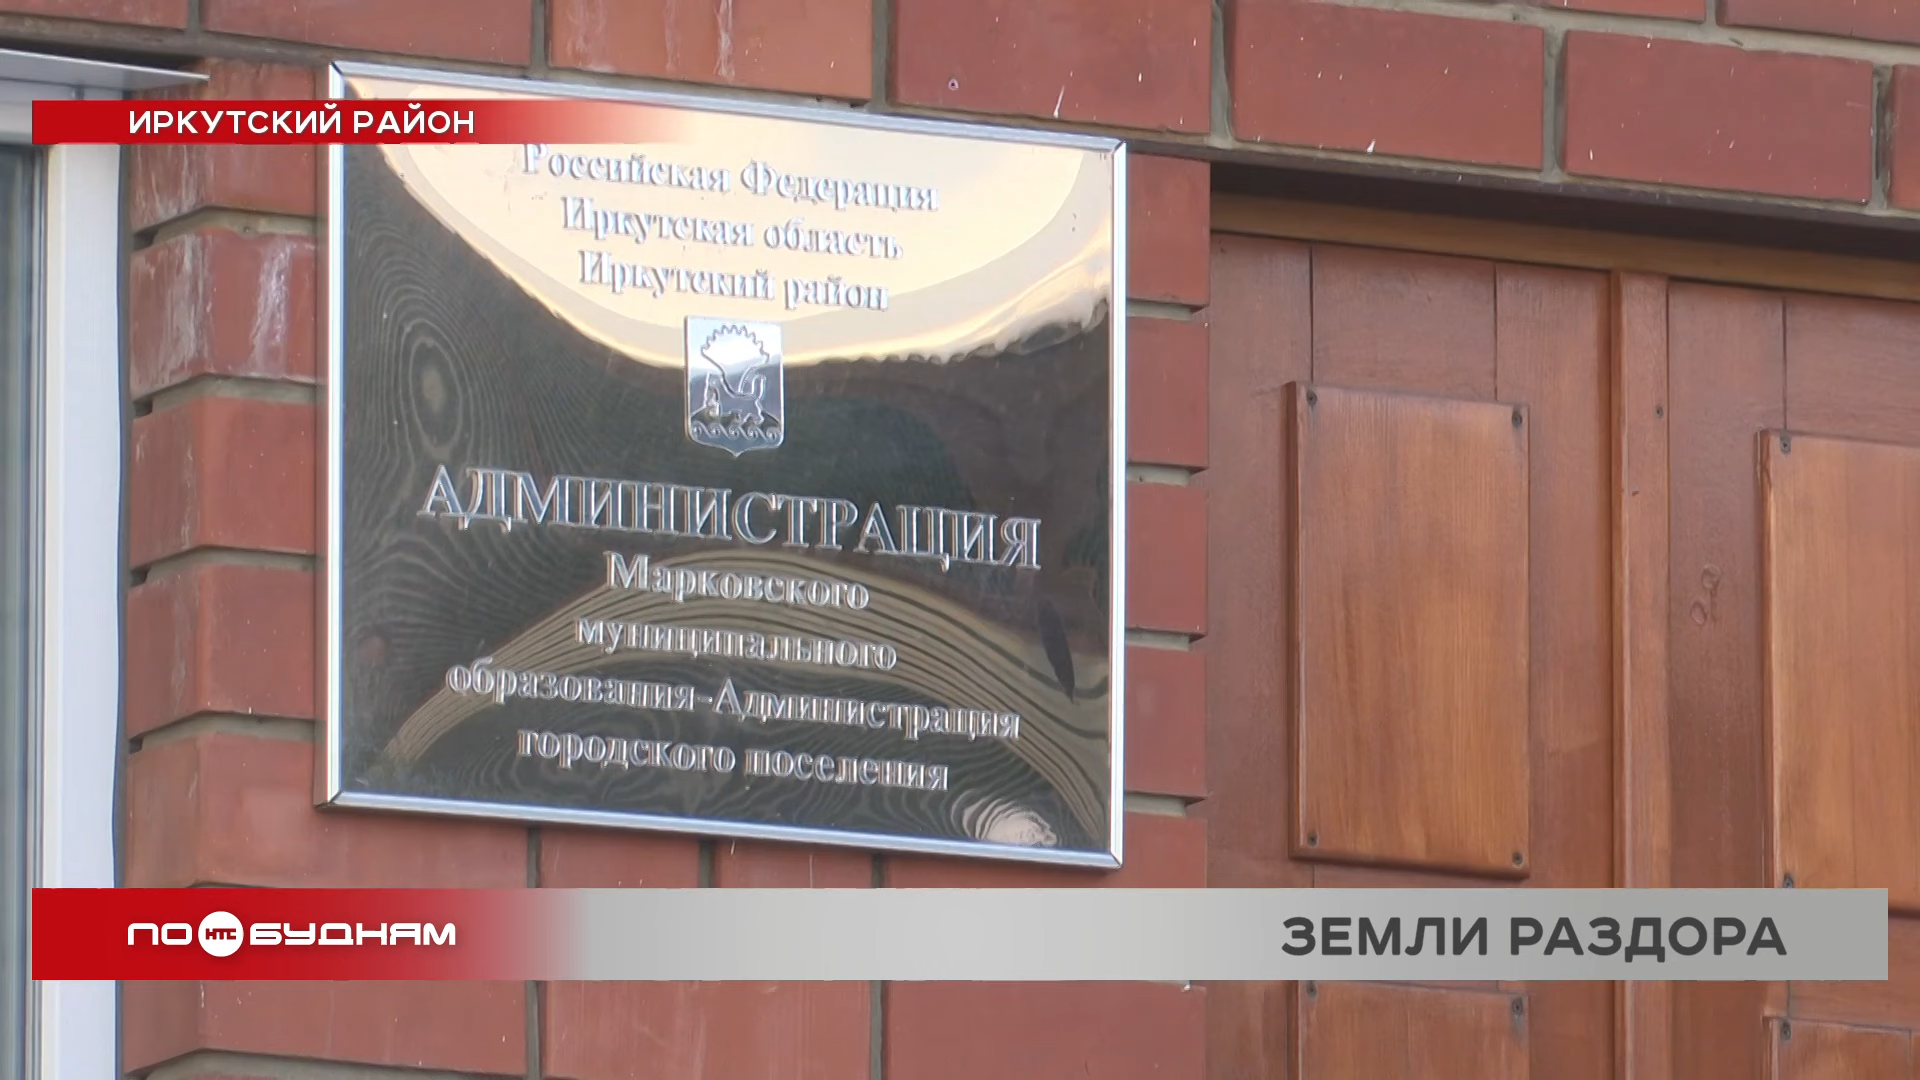 ИРКУТСКИЙ РАЙОН
Российская Федерация
Иркутская область
Иркутский район
АДМИНИСТРАЦИЯ
Марковского
муниципального
образования-Администрация
городского поселения
ПО НТС БУДНЯМ
ЗЕМЛИ РАЗДОРА